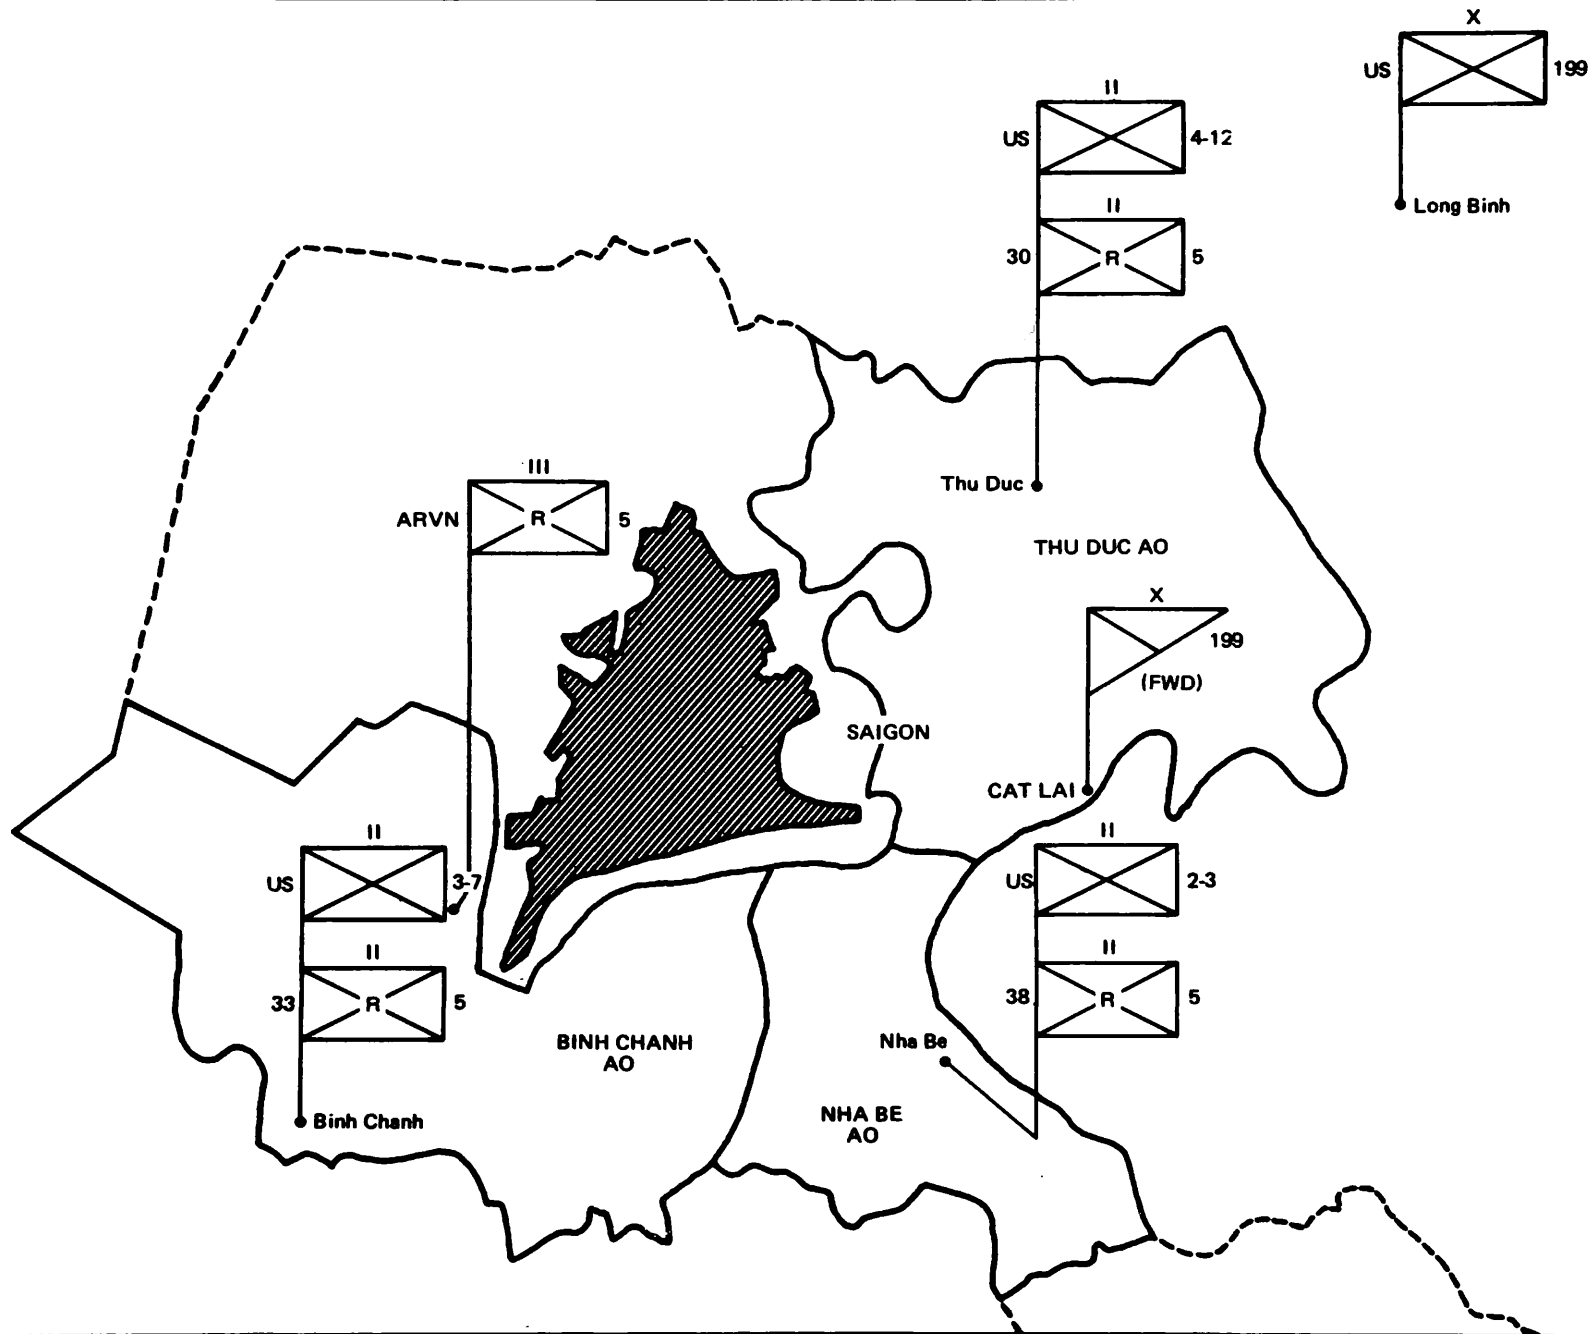 X
US 199
Long Binh
II
US 4-12
II
30 R 5
Thu Duc
III
ARVN R 5
THU DUC AO
X
199
(FWD)
SAIGON
CAT LAI
II
US 3-7
II
33 R 5
Binh Chanh
II
US 2-3
II
38 R 5
Nha Be
BINH CHANH
AO
NHA BE
AO